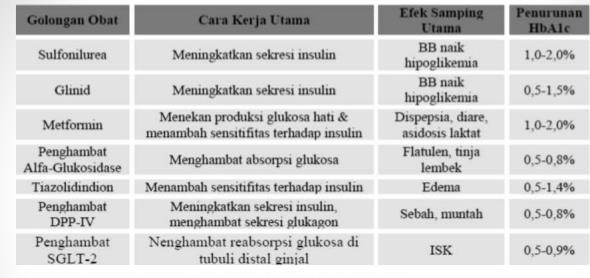 Golongan Obat Cara Kerja Utama Efek Samping Utama Penurunan HbA1c
Sulfonilurea Meningkatkan sekresi insulin BB naik hipoglikemia 1,0-2,0%
Glinid Meningkatkan sekresi insulin BB naik hipoglikemia 0,5-1,5%
Metformin Menekan produksi glukosa hati & menambah sensitifitas terhadap insulin Dispepsia, diare, asidosis laktat 1,0-2,0%
Penghambat Alfa-Glukosidase Menghambat absorpsi glukosa Flatulen, tinja lembek 0,5-0,8%
Tiazolidindion Menambah sensitifitas terhadap insulin Edema 0,5-1,4%
Penghambat DPP-IV Meningkatkan sekresi insulin, menghambat sekresi glukagon Sebah, muntah 0,5-0,8%
Penghambat SGLT-2 Nenghambat reabsorpsi glukosa di tubuli distal ginjal ISK 0,5-0,9%